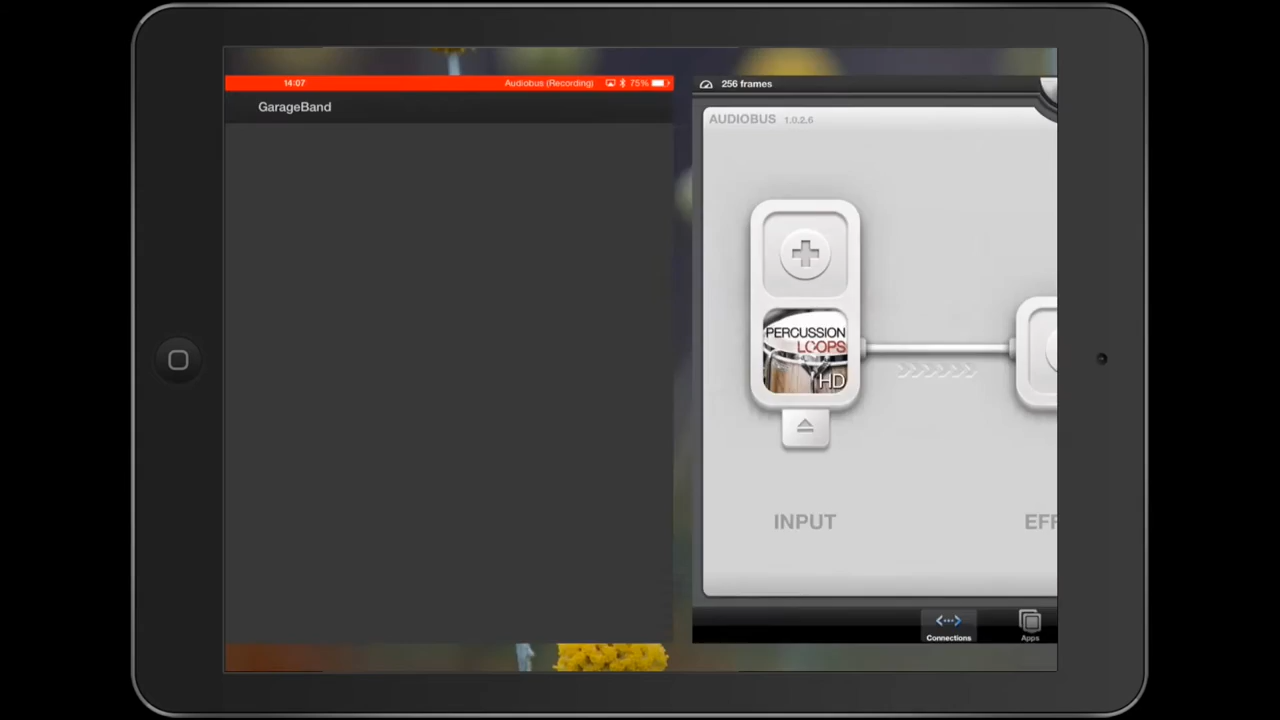 14:07
Audiobus (Recording)
75%
GarageBand
256 frames
AUDIOBUS 1.0.2.6
PERCUSSION
LOOPS
HD
INPUT
EFF
Connections
Apps